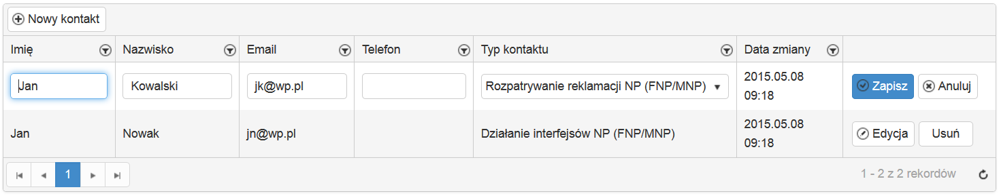 Nowy kontakt
Imię Nazwisko Email Telefon Typ kontaktu Data zmiany
Jan Kowalski jk@wp.pl Rozpatrywanie reklamacji NP (FNP/MNP) 2015.05.08 09:18 Zapisz Anuluj
Jan Nowak jn@wp.pl Działanie interfejsów NP (FNP/MNP) 2015.05.08 09:18 Edycja Usuń
1 1 - 2 z 2 rekordów